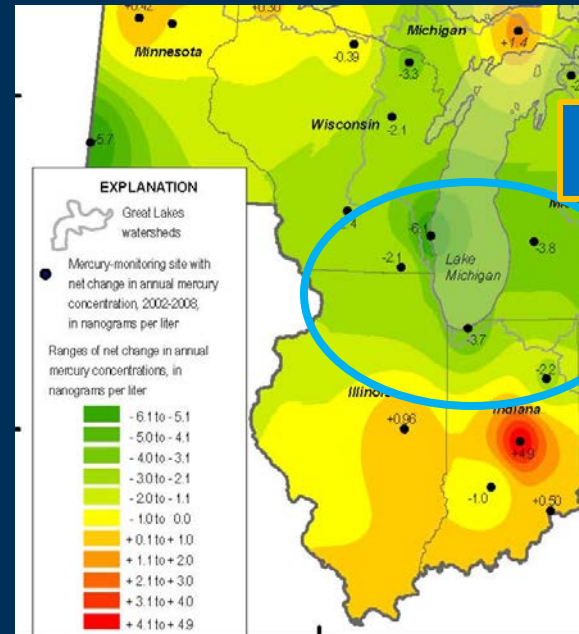 +0.42
+0.30
Michigan
+1.4
Minnesota
-0.39
-3.3
Wisconsin
-2.1
-5.7
EXPLANATION
Great Lakes
watersheds
Mercury-monitoring site with
net change in annual mercury
concentration, 2002-2008,
in nanograms per liter
Ranges of net change in annual
mercury concentrations, in
nanograms per liter
- 6.1 to - 5.1
- 5.0 to - 4.1
- 4.0 to - 3.1
- 3.0 to - 2.1
- 2.0 to - 1.1
- 1.0 to 0.0
+ 0.1 to + 1.0
+ 1.1 to + 2.0
+ 2.1 to + 3.0
+ 3.1 to + 4.0
+ 4.1 to + 4.9
-6.1
-3.8
-2.1
Lake
Michigan
-3.7
-2.2
Illinois
Indiana
+0.96
+4.9
-1.0
+0.50